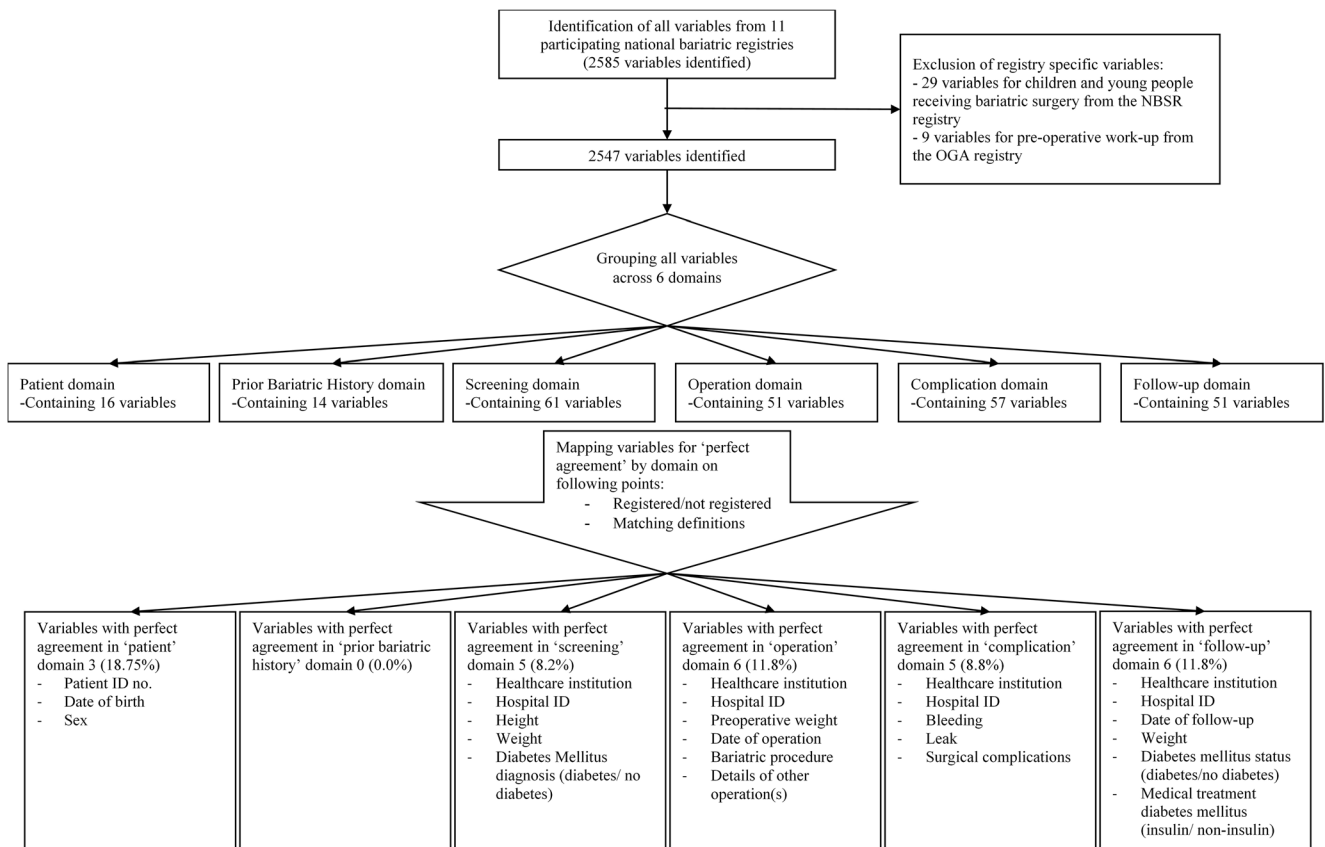 Identification of all variables from 11
participating national bariatric registries
(2585 variables identified)
Exclusion of registry specific variables:
- 29 variables for children and young people
receiving bariatric surgery from the NBSR
registry
- 9 variables for pre-operative work-up from
the OGA registry
2547 variables identified
Grouping all variables
across 6 domains
Patient domain
-Containing 16 variables
Prior Bariatric History domain
-Containing 14 variables
Screening domain
-Containing 61 variables
Operation domain
-Containing 51 variables
Complication domain
-Containing 57 variables
Follow-up domain
-Containing 51 variables
Mapping variables for ‘perfect
agreement’ by domain on
following points:
- Registered/not registered
- Matching definitions
Variables with perfect
agreement in ‘patient’
domain 3 (18.75%)
- Patient ID no.
- Date of birth
- Sex
Variables with perfect
agreement in ‘prior bariatric
history’ domain 0 (0.0%)
Variables with perfect
agreement in ‘screening’
domain 5 (8.2%)
- Healthcare institution
- Hospital ID
- Height
- Weight
- Diabetes Mellitus
diagnosis (diabetes/ no
diabetes)
Variables with perfect
agreement in ‘operation’
domain 6 (11.8%)
- Healthcare institution
- Hospital ID
- Preoperative weight
- Date of operation
- Bariatric procedure
- Details of other
operation(s)
Variables with perfect
agreement in ‘complication’
domain 5 (8.8%)
- Healthcare institution
- Hospital ID
- Bleeding
- Leak
- Surgical complications
Variables with perfect
agreement in ‘follow-up’
domain 6 (11.8%)
- Healthcare institution
- Hospital ID
- Date of follow-up
- Weight
- Diabetes mellitus status
(diabetes/no diabetes)
- Medical treatment
diabetes mellitus
(insulin/ non-insulin)